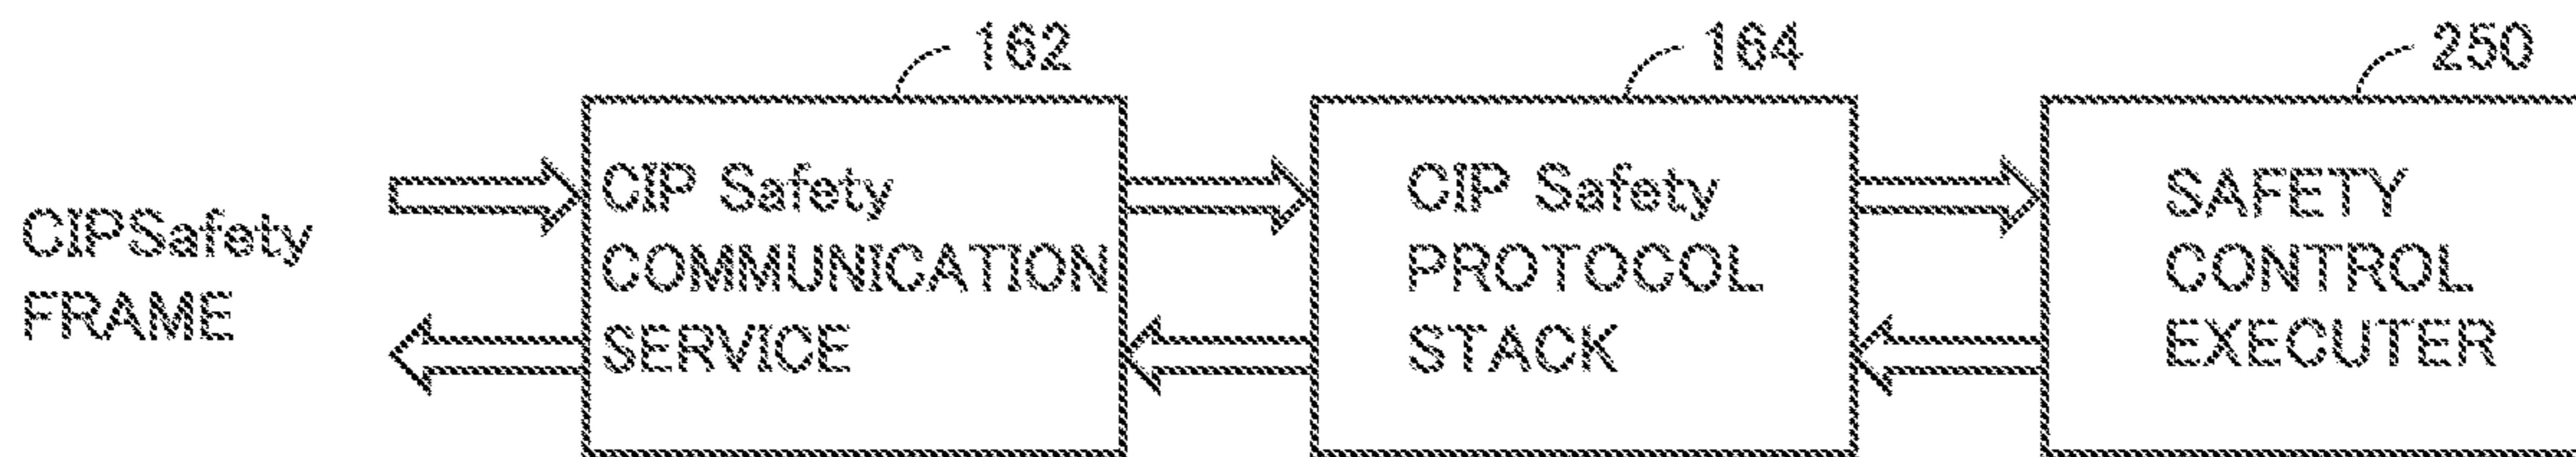 162
164
250
CIPSafety
FRAME
CIP Safety
COMMUNICATION
SERVICE
CIP Safety
PROTOCOL
STACK
SAFETY
CONTROL
EXECUTER